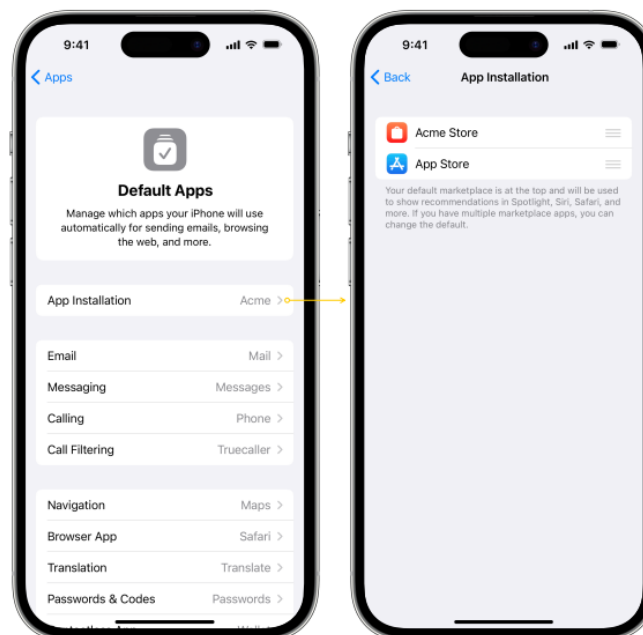 9:41
Apps
Default Apps
Manage which apps your iPhone will use
automatically for sending emails, browsing
the web, and more.
App Installation Acme
Email Mail
Messaging Messages
Calling Phone
Call Filtering Truecaller
Navigation Maps
Browser App Safari
Translation Translate
Passwords & Codes Passwords
9:41
Back App Installation
Acme Store
App Store
Your default marketplace is at the top and will be used
to show recommendations in Spotlight, Siri, Safari, and
more. If you have multiple marketplace apps, you can
change the default.